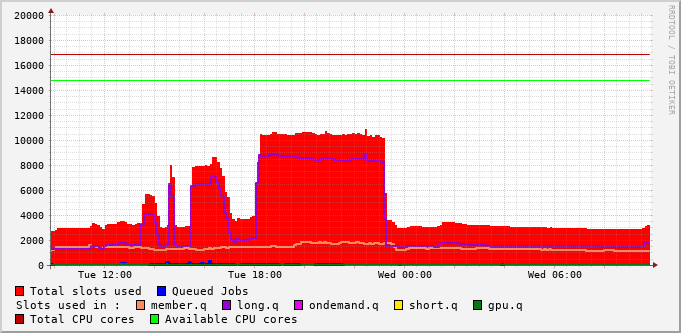 RRDTOOL / TOBI OETIKER
20000
18000
16000
14000
12000
10000
8000
6000
4000
2000
0
Tue 12:00 Tue 18:00 Wed 00:00 Wed 06:00
Total slots used Queued Jobs
Slots used in : member.q long.q ondemand.q short.q gpu.q
Total CPU cores Available CPU cores